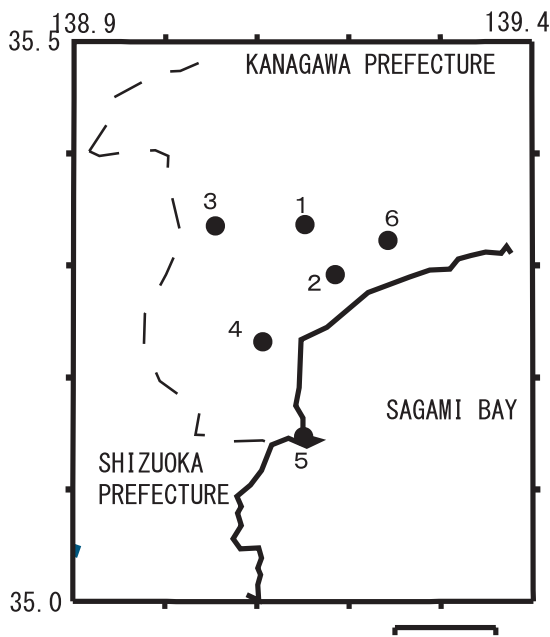 138.9
139.4
35.5
KANAGAWA PREFECTURE
3
1
6
2
4
SAGAMI BAY
5
SHIZUOKA
PREFECTURE
35.0